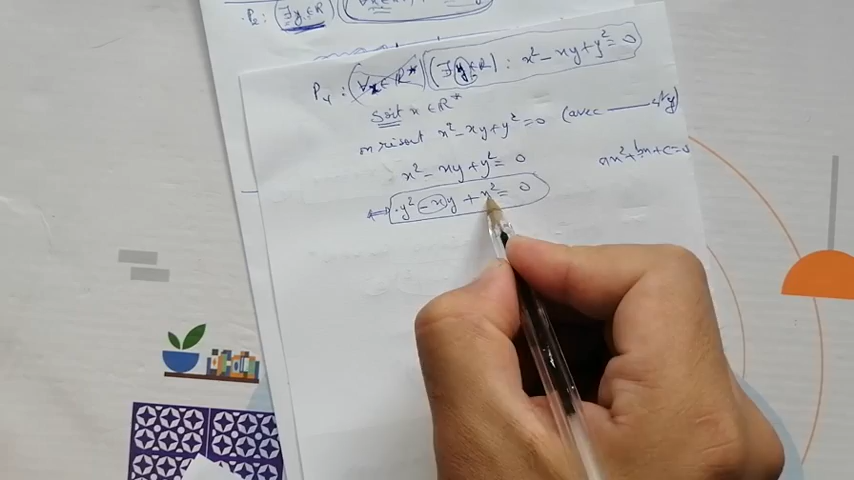 P₂ : (∃y∈R)
P₄ : (∀x∈R*)(∃y∈R) : x² - xy + y² = 0
Soit x ∈ R*
on résout x² - xy + y² = 0 (avec y)
x² - xy + y² = 0 ax² + bx + c = 0
⟺ y² - xy + x² = 0